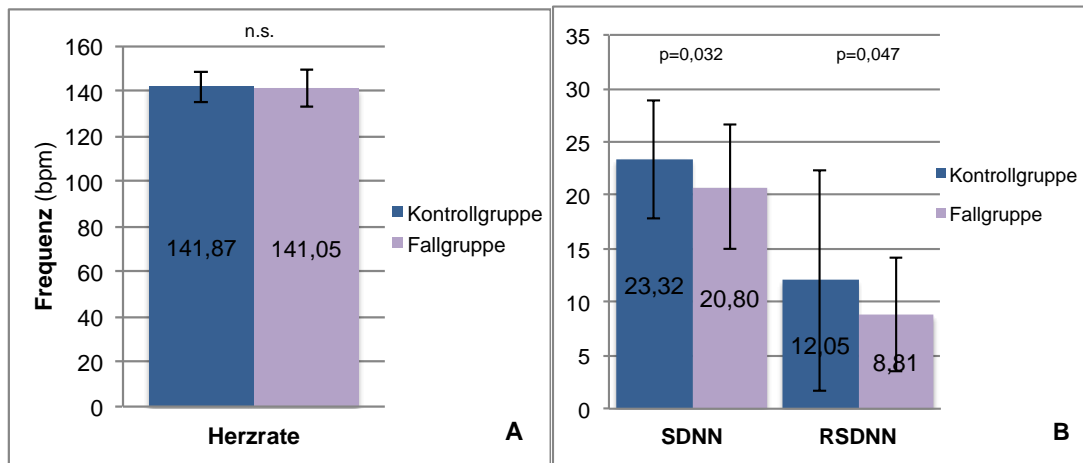 n.s.
160
140
120
100
80
60
40
20
0
Frequenz (bpm)
141,87
141,05
Herzrate
Kontrollgruppe
Fallgruppe
A
35
30
25
20
15
10
5
0
p=0,032
p=0,047
23,32
20,80
12,05
8,81
SDNN
RSDNN
Kontrollgruppe
Fallgruppe
B